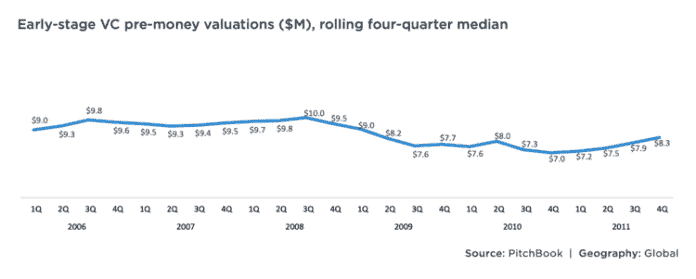 Early-stage VC pre-money valuations ($M), rolling four-quarter median
$9.0 $9.3 $9.8 $9.6 $9.5 $9.3 $9.4 $9.5 $9.7 $9.8 $10.0 $9.5 $9.0 $8.2 $7.6 $7.7 $7.6 $8.0 $7.3 $7.0 $7.2 $7.5 $7.9 $8.3
1Q 2Q 3Q 4Q 1Q 2Q 3Q 4Q 1Q 2Q 3Q 4Q 1Q 2Q 3Q 4Q 1Q 2Q 3Q 4Q 1Q 2Q 3Q 4Q
2006 2007 2008 2009 2010 2011
Source: PitchBook | Geography: Global